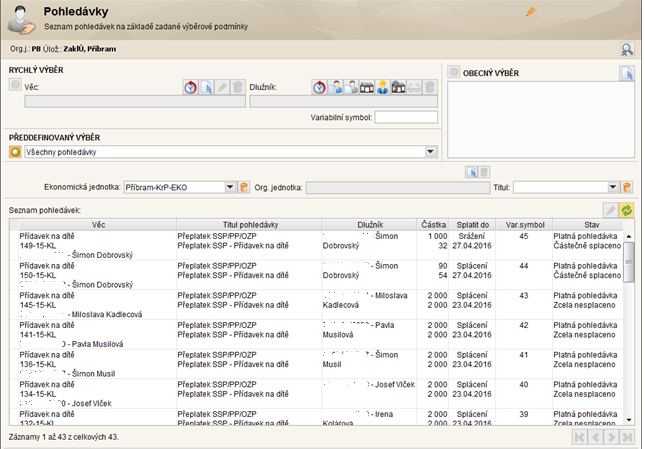 Pohledávky
Seznam pohledávek na základě zadané výběrové podmínky
Org.j.: PB Úlož.: ZaklÚ, Příbram
RYCHLÝ VÝBĚR
Věc:
Dlužník:
Variabilní symbol:
OBECNÝ VÝBĚR
PŘEDDEFINOVANÝ VÝBĚR
Všechny pohledávky
Ekonomická jednotka: Příbram-KrP-EKO Org. jednotka: Titul:
Seznam pohledávek:
Věc Titul pohledávky Dlužník Částka Splatit do Var.symbol Stav
Přídavek na dítě Přeplatek SSP/PP/OZP - Šimon 1 000 Srážení 45 Platná pohledávka
149-15-KL Přeplatek SSP - Přídavek na dítě Dobrovský 32 27.04.2016 Částečně splaceno
- Šimon Dobrovský
Přídavek na dítě Přeplatek SSP/PP/OZP - Šimon 90 Splácení 44 Platná pohledávka
150-15-KL Přeplatek SSP - Přídavek na dítě Dobrovský 54 27.04.2016 Částečně splaceno
- Šimon Dobrovský
Přídavek na dítě Přeplatek SSP/PP/OZP - Miloslava 2 000 Splácení 43 Platná pohledávka
145-15-KL Přeplatek SSP - Přídavek na dítě Kadlecová 2 000 23.04.2016 Zcela nesplaceno
- Miloslava Kadlecová
Přídavek na dítě Přeplatek SSP/PP/OZP - Pavla 2 000 Splácení 42 Platná pohledávka
141-15-KL Přeplatek SSP - Přídavek na dítě Musilová 2 000 23.04.2016 Zcela nesplaceno
0 - Pavla Musilová
Přídavek na dítě Přeplatek SSP/PP/OZP - Šimon 2 000 Splácení 41 Platná pohledávka
136-15-KL Přeplatek SSP - Přídavek na dítě Musil 2 000 23.04.2016 Zcela nesplaceno
- Šimon Musil
Přídavek na dítě Přeplatek SSP/PP/OZP - Josef Vlček 2 000 Splácení 40 Platná pohledávka
134-15-KL Přeplatek SSP - Přídavek na dítě 2 000 23.04.2016 Zcela nesplaceno
0 - Josef Vlček
Přídavek na dítě Přeplatek SSP/PP/OZP - Irena 2 000 Splácení 39 Platná pohledávka
132-15-KL Přeplatek SSP - Přídavek na dítě Kolářová 2 000 23.04.2016 Zcela nesplaceno
Záznamy 1 až 43 z celkových 43.